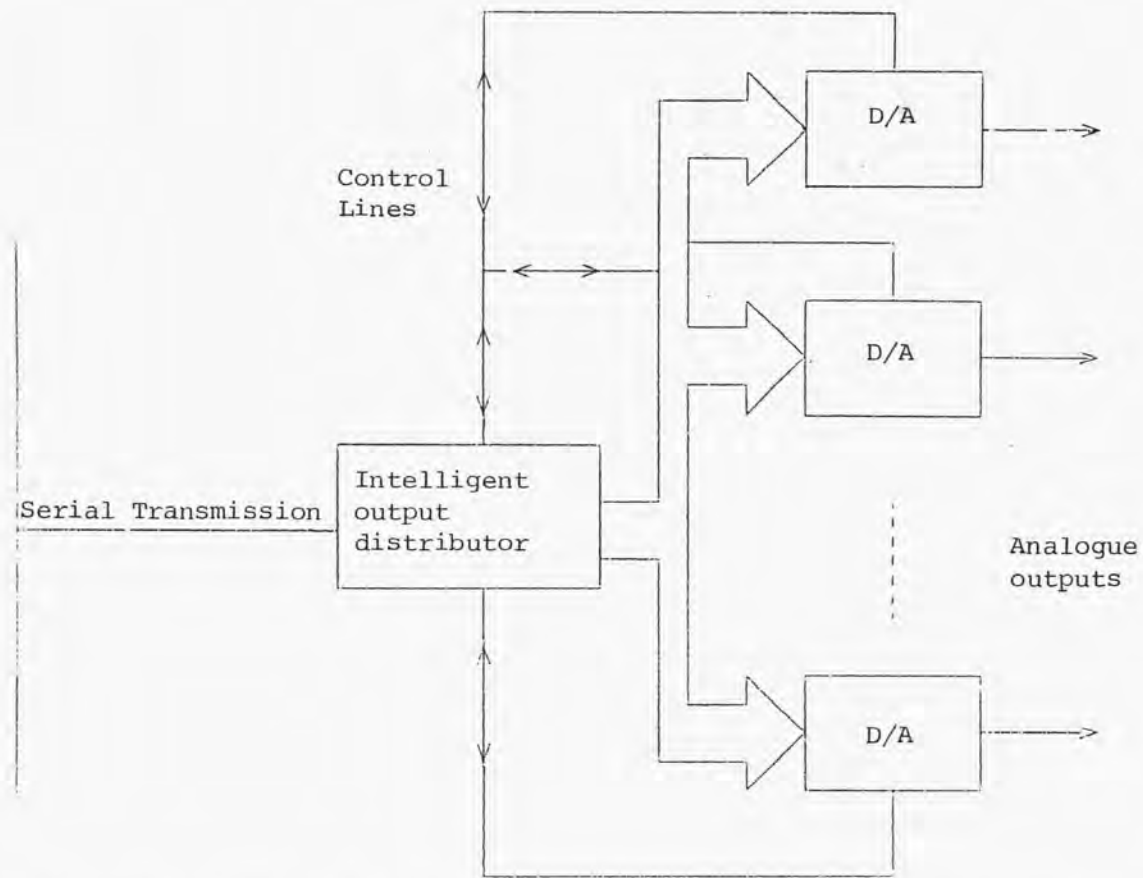 D/A
Control
Lines
D/A
Serial Transmission
Intelligent
output
distributor
Analogue
outputs
D/A